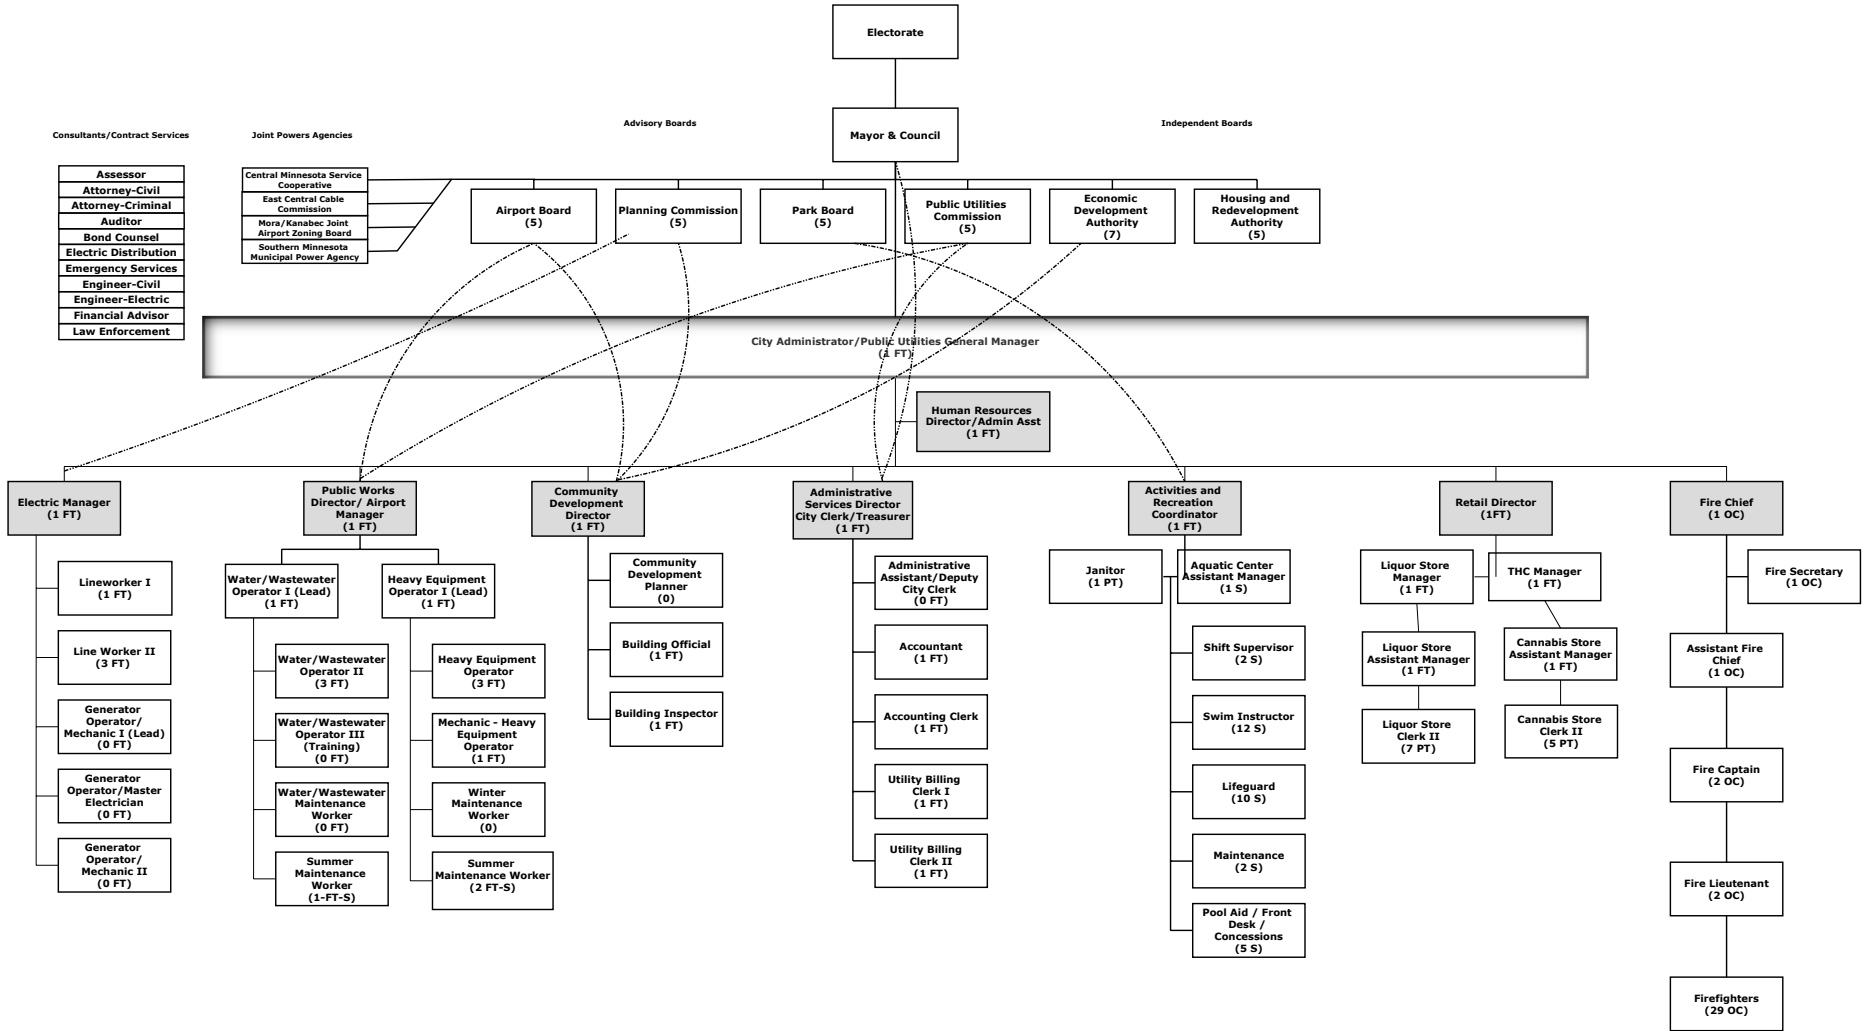 Electorate
Mayor & Council
Advisory Boards
Independent Boards
Consultants/Contract Services
Joint Powers Agencies
Assessor
Attorney-Civil
Attorney-Criminal
Auditor
Bond Counsel
Electric Distribution
Emergency Services
Engineer-Civil
Engineer-Electric
Financial Advisor
Law Enforcement
Central Minnesota Service
Cooperative
East Central Cable
Commission
Mora/Kanabec Joint
Airport Zoning Board
Southern Minnesota
Municipal Power Agency
Airport Board
(5)
Planning Commission
(5)
Park Board
(5)
Public Utilities
Commission
(5)
Economic
Development
Authority
(7)
Housing and
Redevelopment
Authority
(5)
City Administrator/Public Utilities General Manager
(1 FT)
Human Resources
Director/Admin Asst
(1 FT)
Electric Manager
(1 FT)
Lineworker I
(1 FT)
Line Worker II
(3 FT)
Generator
Operator/
Mechanic I (Lead)
(0 FT)
Generator
Operator/Master
Electrician
(0 FT)
Generator
Operator/
Mechanic II
(0 FT)
Public Works
Director/ Airport
Manager
(1 FT)
Water/Wastewater
Operator I (Lead)
(1 FT)
Water/Wastewater
Operator II
(3 FT)
Water/Wastewater
Operator III
(Training)
(0 FT)
Water/Wastewater
Maintenance
Worker
(0 FT)
Summer
Maintenance
Worker
(1-FT-S)
Heavy Equipment
Operator I (Lead)
(1 FT)
Heavy Equipment
Operator
(3 FT)
Mechanic - Heavy
Equipment
Operator
(1 FT)
Winter
Maintenance
Worker
(0)
Summer
Maintenance Worker
(2 FT-S)
Community
Development
Director
(1 FT)
Community
Development
Planner
(0)
Building Official
(1 FT)
Building Inspector
(1 FT)
Administrative
Services Director
City Clerk/Treasurer
(1 FT)
Administrative
Assistant/Deputy
City Clerk
(0 FT)
Accountant
(1 FT)
Accounting Clerk
(1 FT)
Utility Billing
Clerk I
(1 FT)
Utility Billing
Clerk II
(1 FT)
Activities and
Recreation
Coordinator
(1 FT)
Janitor
(1 PT)
Aquatic Center
Assistant Manager
(1 S)
Shift Supervisor
(2 S)
Swim Instructor
(12 S)
Lifeguard
(10 S)
Maintenance
(2 S)
Pool Aid / Front
Desk /
Concessions
(5 S)
Retail Director
(1FT)
Liquor Store
Manager
(1 FT)
Liquor Store
Assistant Manager
(1 FT)
Liquor Store
Clerk II
(7 PT)
THC Manager
(1 FT)
Cannabis Store
Assistant Manager
(1 FT)
Cannabis Store
Clerk II
(5 PT)
Fire Chief
(1 OC)
Fire Secretary
(1 OC)
Assistant Fire
Chief
(1 OC)
Fire Captain
(2 OC)
Fire Lieutenant
(2 OC)
Firefighters
(29 OC)